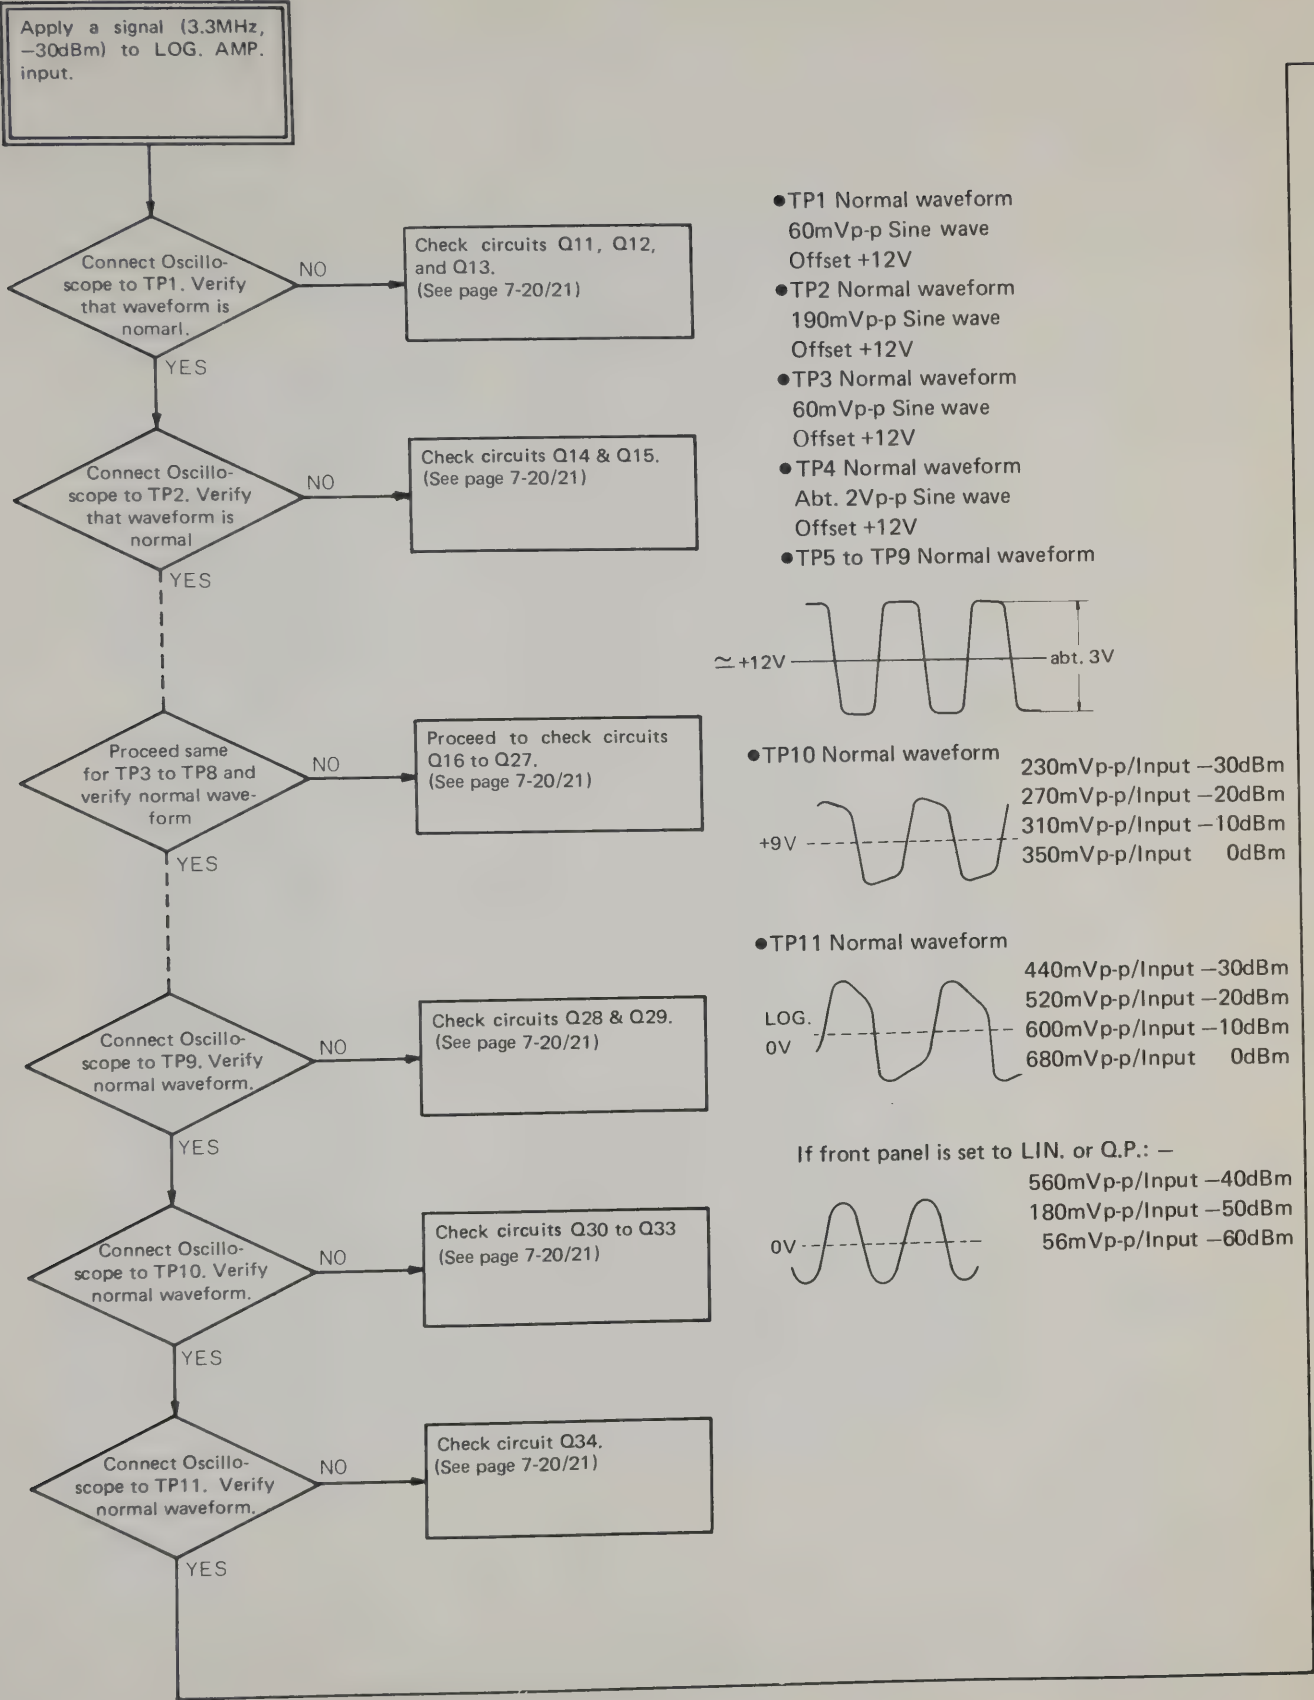 Apply a signal (3.3MHz,
−30dBm) to LOG. AMP.
input.
Connect Oscillo-
scope to TP1. Verify
that waveform is
nomarl.
NO
Check circuits Q11, Q12,
and Q13.
(See page 7-20/21)
YES
Connect Oscillo-
scope to TP2. Verify
that waveform is
normal
NO
Check circuits Q14 & Q15.
(See page 7-20/21)
YES
Proceed same
for TP3 to TP8 and
verify normal wave-
form
NO
Proceed to check circuits
Q16 to Q27.
(See page 7-20/21)
YES
Connect Oscillo-
scope to TP9. Verify
normal waveform.
NO
Check circuits Q28 & Q29.
(See page 7-20/21)
YES
Connect Oscillo-
scope to TP10. Verify
normal waveform.
NO
Check circuits Q30 to Q33
(See page 7-20/21)
YES
Connect Oscillo-
scope to TP11. Verify
normal waveform.
NO
Check circuit Q34.
(See page 7-20/21)
YES
●TP1 Normal waveform
60mVp-p Sine wave
Offset +12V
●TP2 Normal waveform
190mVp-p Sine wave
Offset +12V
●TP3 Normal waveform
60mVp-p Sine wave
Offset +12V
●TP4 Normal waveform
Abt. 2Vp-p Sine wave
Offset +12V
●TP5 to TP9 Normal waveform
≃ +12V
abt. 3V
●TP10 Normal waveform
230mVp-p/Input −30dBm
270mVp-p/Input −20dBm
310mVp-p/Input −10dBm
350mVp-p/Input 0dBm
+9V
●TP11 Normal waveform
440mVp-p/Input −30dBm
520mVp-p/Input −20dBm
600mVp-p/Input −10dBm
680mVp-p/Input 0dBm
LOG.
0V
If front panel is set to LIN. or Q.P.: —
560mVp-p/Input −40dBm
180mVp-p/Input −50dBm
56mVp-p/Input −60dBm
0V